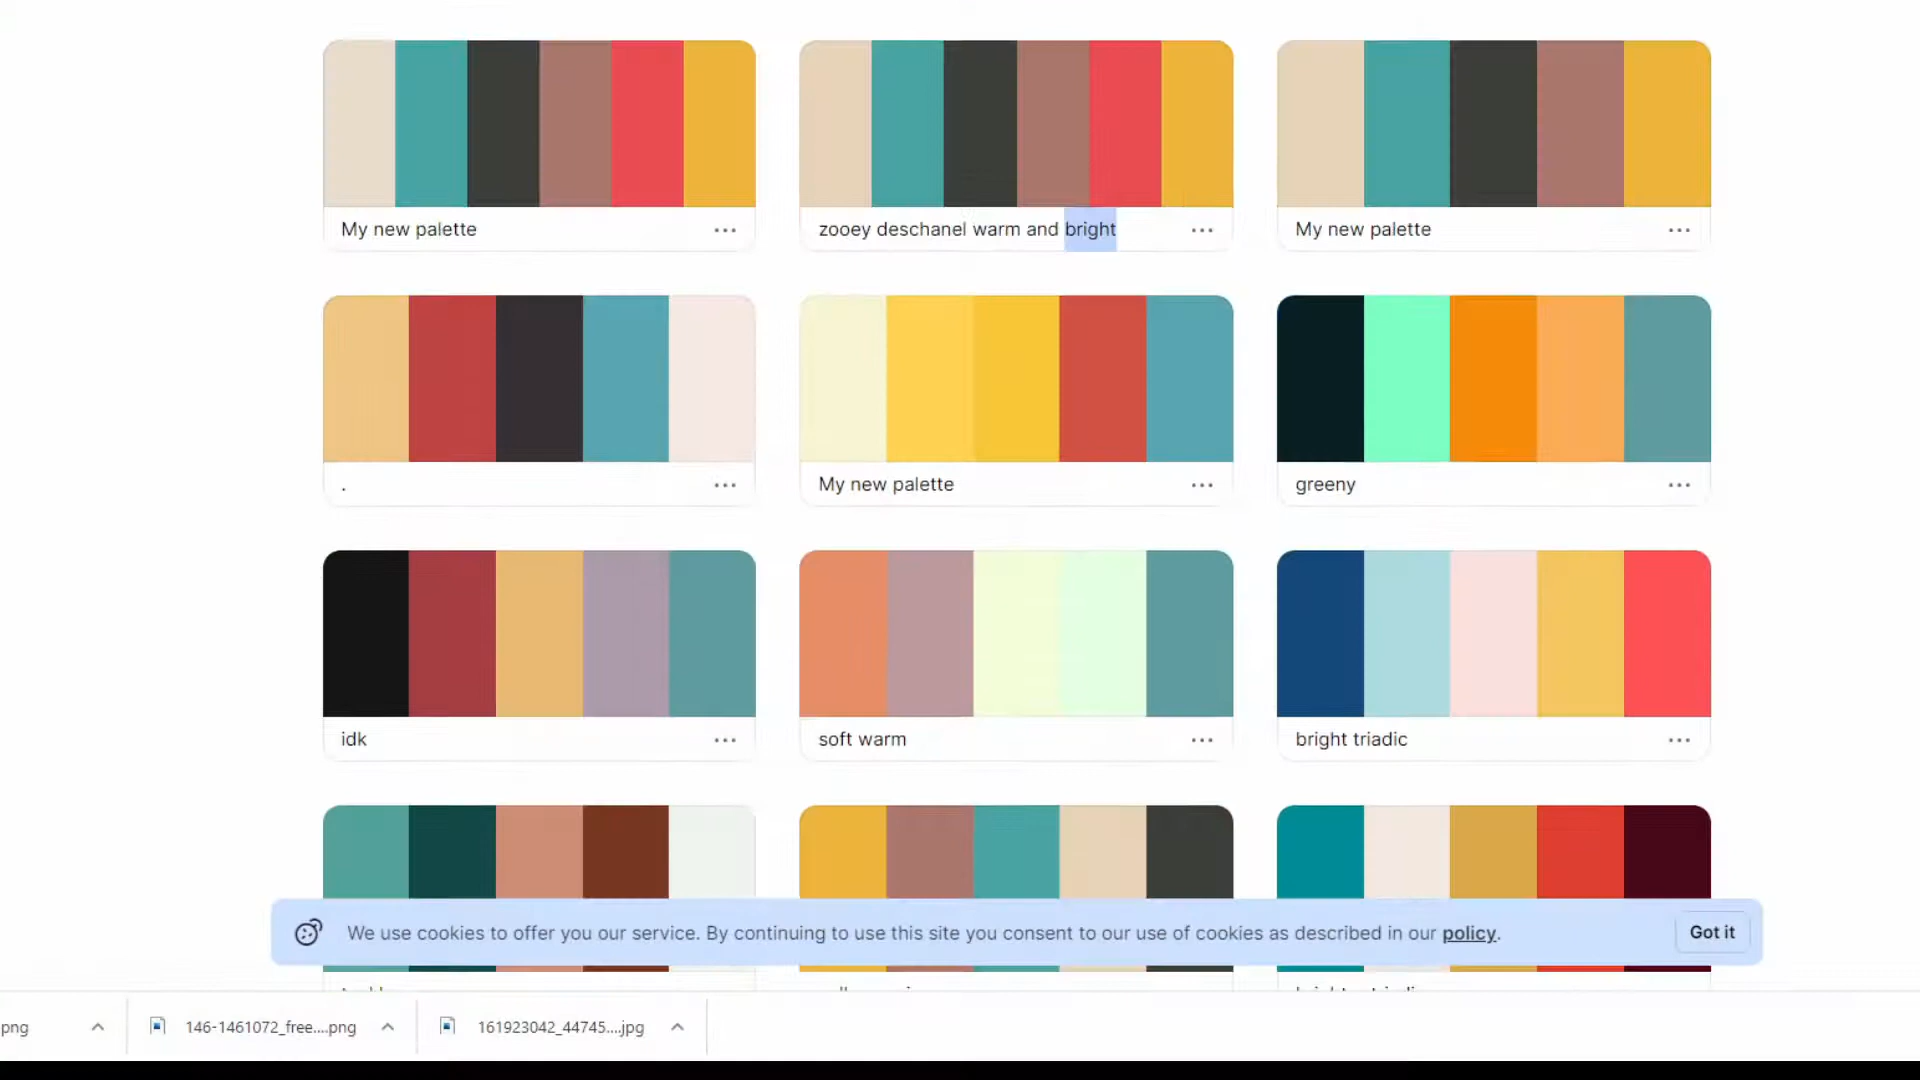 My new palette
zooey deschanel warm and bright
My new palette
.
My new palette
greeny
idk
soft warm
bright triadic
We use cookies to offer you our service. By continuing to use this site you consent to our use of cookies as described in our policy.
Got it
png
146-1461072_free....png
161923042_44745....jpg